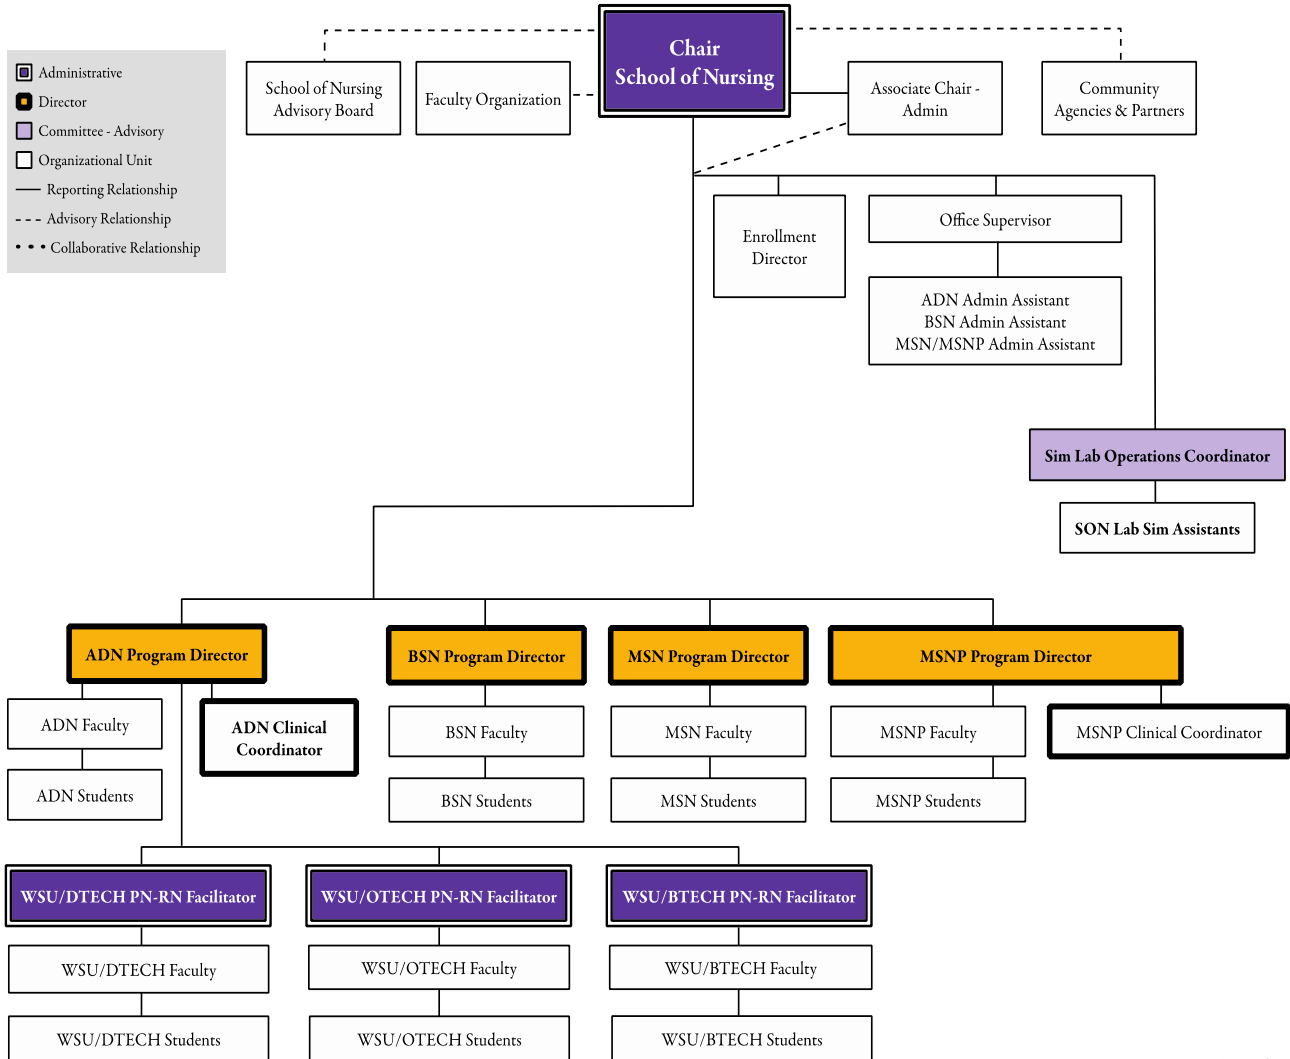 Chair
School of Nursing
School of Nursing
Advisory Board
Faculty Organization
Associate Chair -
Admin
Community
Agencies & Partners
Administrative
Director
Committee - Advisory
Organizational Unit
Reporting Relationship
Advisory Relationship
Collaborative Relationship
Enrollment
Director
Office Supervisor
ADN Admin Assistant
BSN Admin Assistant
MSN/MSNP Admin Assistant
Sim Lab Operations Coordinator
SON Lab Sim Assistants
ADN Program Director
BSN Program Director
MSN Program Director
MSNP Program Director
ADN Faculty
ADN Clinical
Coordinator
BSN Faculty
MSN Faculty
MSNP Faculty
MSNP Clinical Coordinator
ADN Students
BSN Students
MSN Students
MSNP Students
WSU/DTECH PN-RN Facilitator
WSU/OTECH PN-RN Facilitator
WSU/BTECH PN-RN Facilitator
WSU/DTECH Faculty
WSU/OTECH Faculty
WSU/BTECH Faculty
WSU/DTECH Students
WSU/OTECH Students
WSU/BTECH Students